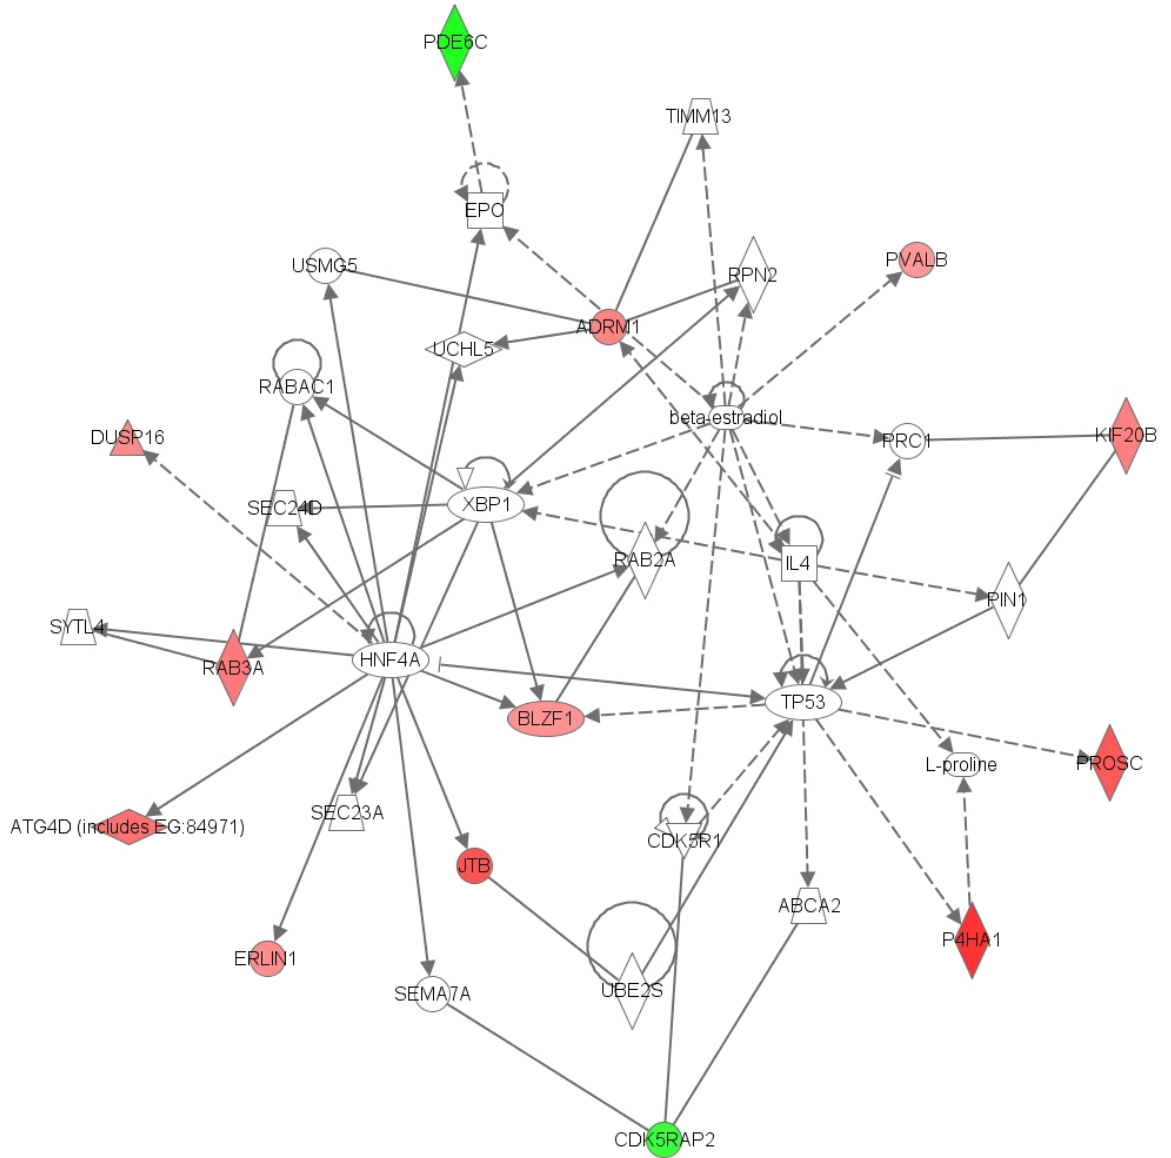 PDE6C
TIMM13
EPO
USMG5
RPN2
PVALB
ADRM1
UCHL5
RABAC1
beta-estradiol
DUSP16
PRC1
KIF20B
SEC24D
XBP1
RAB2A
IL4
PIN1
SYTL4
RAB3A
HNF4A
BLZF1
TP53
L-proline
PROSC
ATG4D (includes EG:84971)
SEC23A
CDK5R1
JTB
ABCA2
P4HA1
ERLIN1
SEMA7A
UBE2S
CDK5RAP2